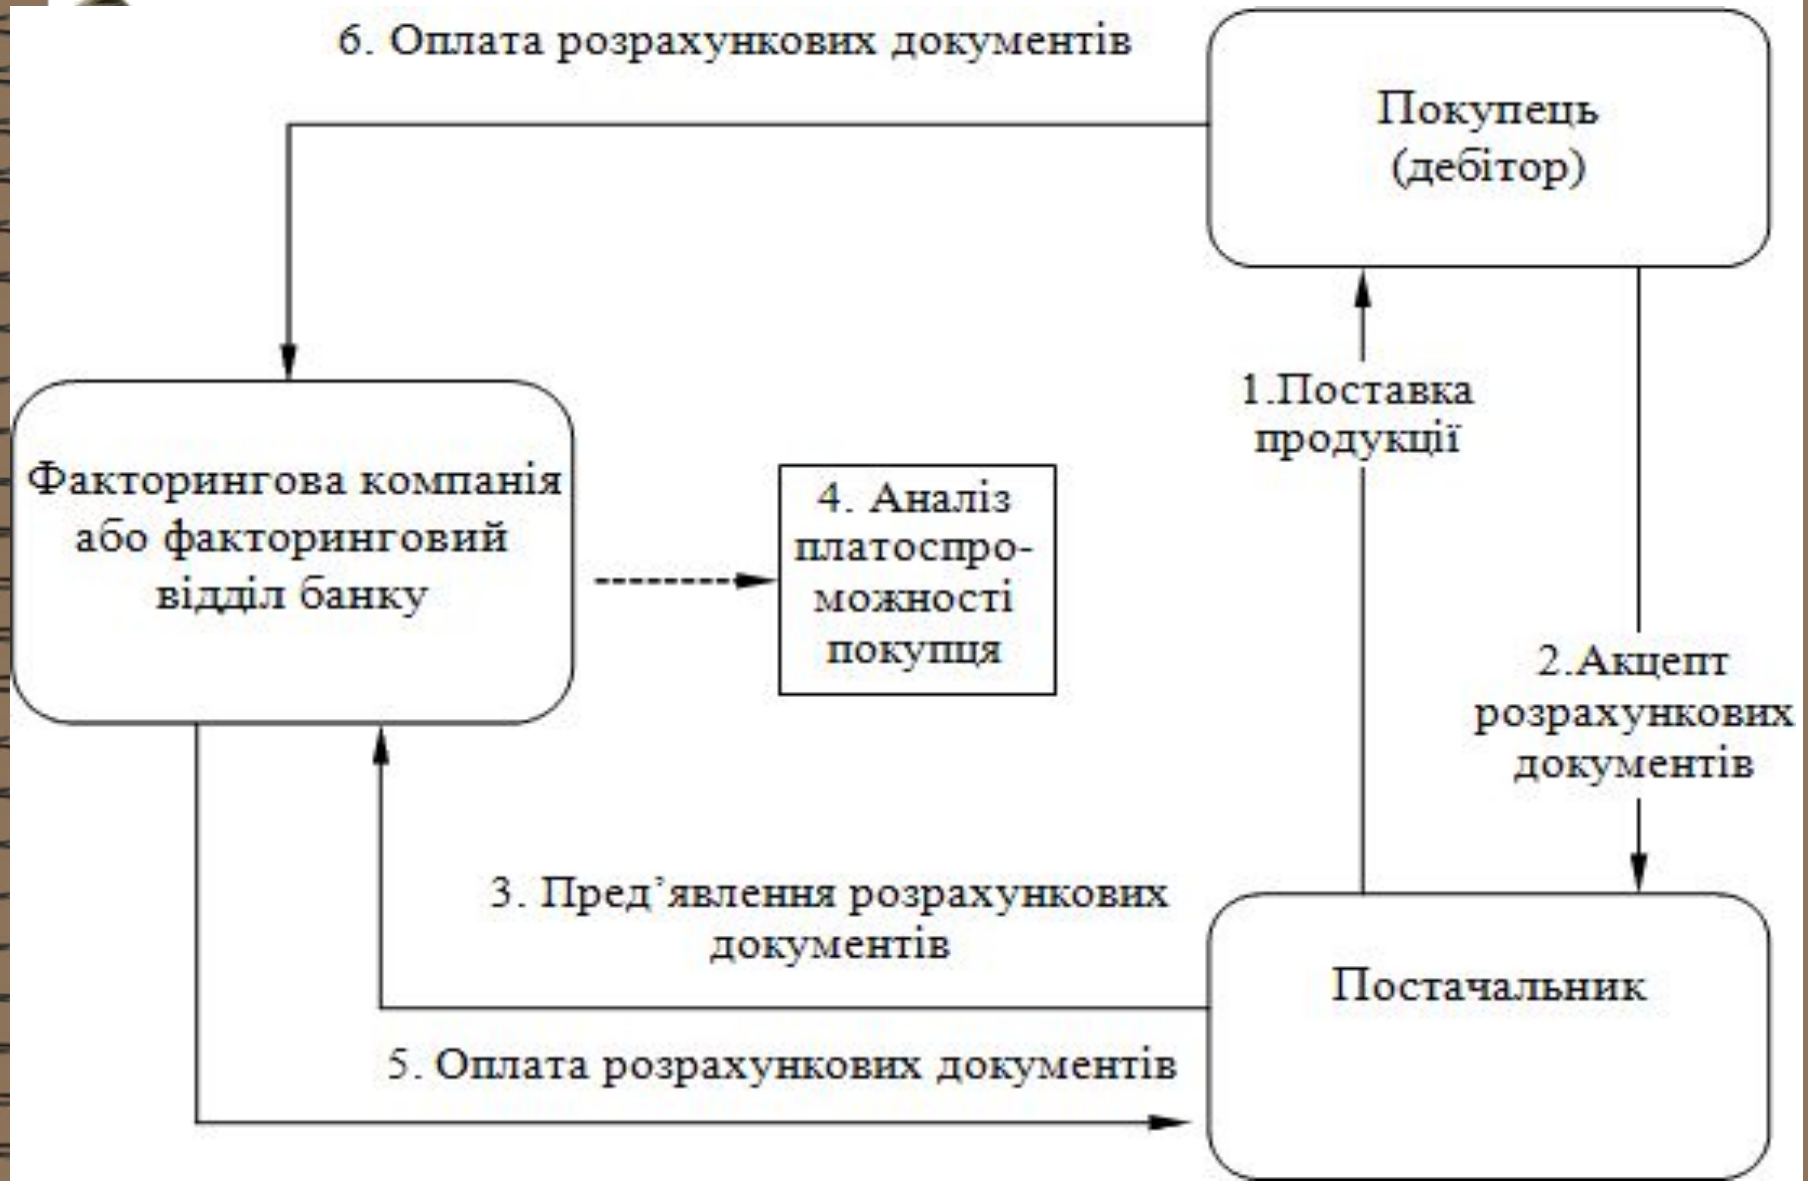 6. Оплата розрахункових документів
Покупець
(дебітор)
1.Поставка
продукції
Факторингова компанія
або факторинговий
відділ банку
4. Аналіз
платоспро-
можності
покупця
2.Акцепт
розрахункових
документів
3. Пред’явлення розрахункових
документів
Постачальник
5. Оплата розрахункових документів